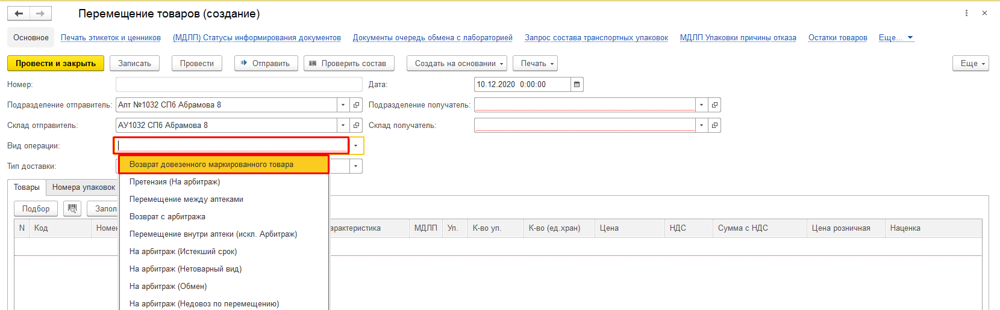 Перемещение товаров (создание)
Основное Печать этикеток и ценников (МДЛП) Статусы информирования документов Документы очередь обмена с лабораторией Запрос состава транспортных упаковок МДЛП Упаковки причины отказа Остатки товаров Еще...
Провести и закрыть Записать Провести Отправить Проверить состав Создать на основании Печать Еще
Номер: Дата: 10.12.2020 0:00:00
Подразделение отправитель: Апт №1032 СПб Абрамова 8 Подразделение получатель:
Склад отправитель: АУ1032 СПб Абрамова 8 Склад получатель:
Вид операции:
Тип доставки:
Возврат довезенного маркированного товара
Претензия (На арбитраж)
Перемещение между аптеками
Возврат с арбитража
Перемещение внутри аптеки (искл. Арбитраж)
На арбитраж (Истекший срок)
На арбитраж (Нетоварный вид)
На арбитраж (Обмен)
На арбитраж (Недовоз по перемещению)
Товары Номера упаковок
Подбор Запол
N Код Номен арактеристика МДЛП Уп. К-во уп. К-во (ед.хран) Цена НДС Сумма с НДС Цена розничная Наценка